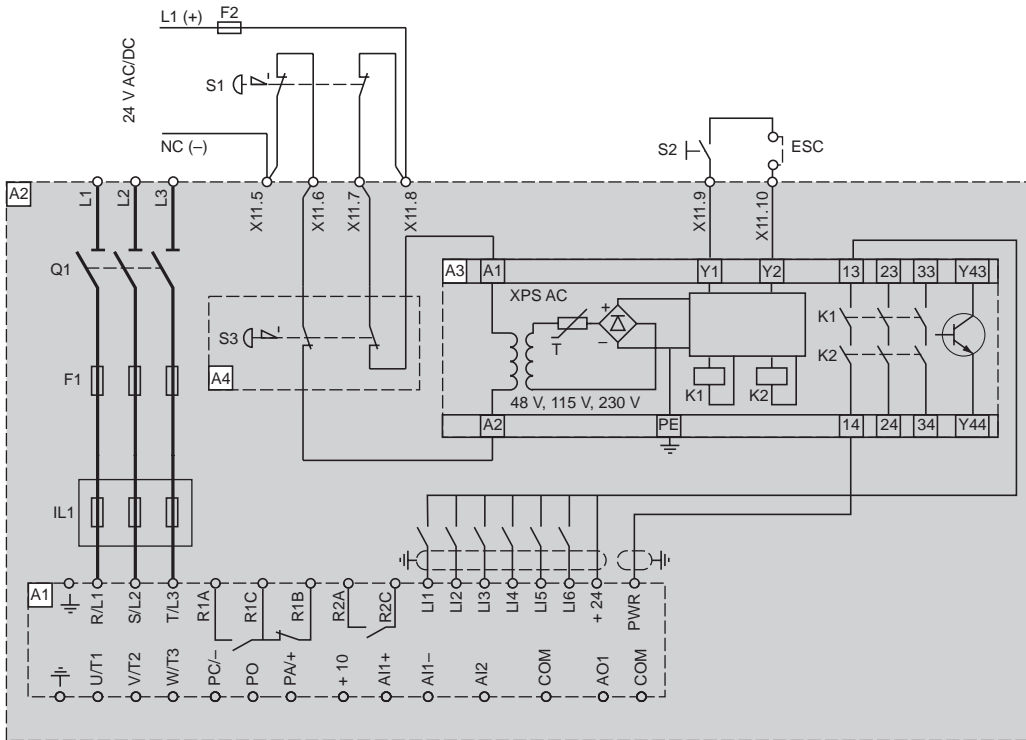 L1 (+)
F2
24 V AC/DC
S1
NC (–)
S2
ESC
A2
L1
L2
L3
X11.5
X11.6
X11.7
X11.8
X11.9
X11.10
Q1
A3
A1
Y1
Y2
13
23
33
Y43
XPS AC
+
–
T
K1
K2
S3
A4
F1
K1
K2
48 V, 115 V, 230 V
A2
PE
14
24
34
Y44
IL1
A1
R/L1
S/L2
T/L3
R1A
R1C
R1B
R2A
R2C
LI1
LI2
LI3
LI4
LI5
LI6
+ 24
PWR
U/T1
V/T2
W/T3
PC/–
PO
PA/+
+ 10
AI1+
AI1–
AI2
COM
AO1
COM